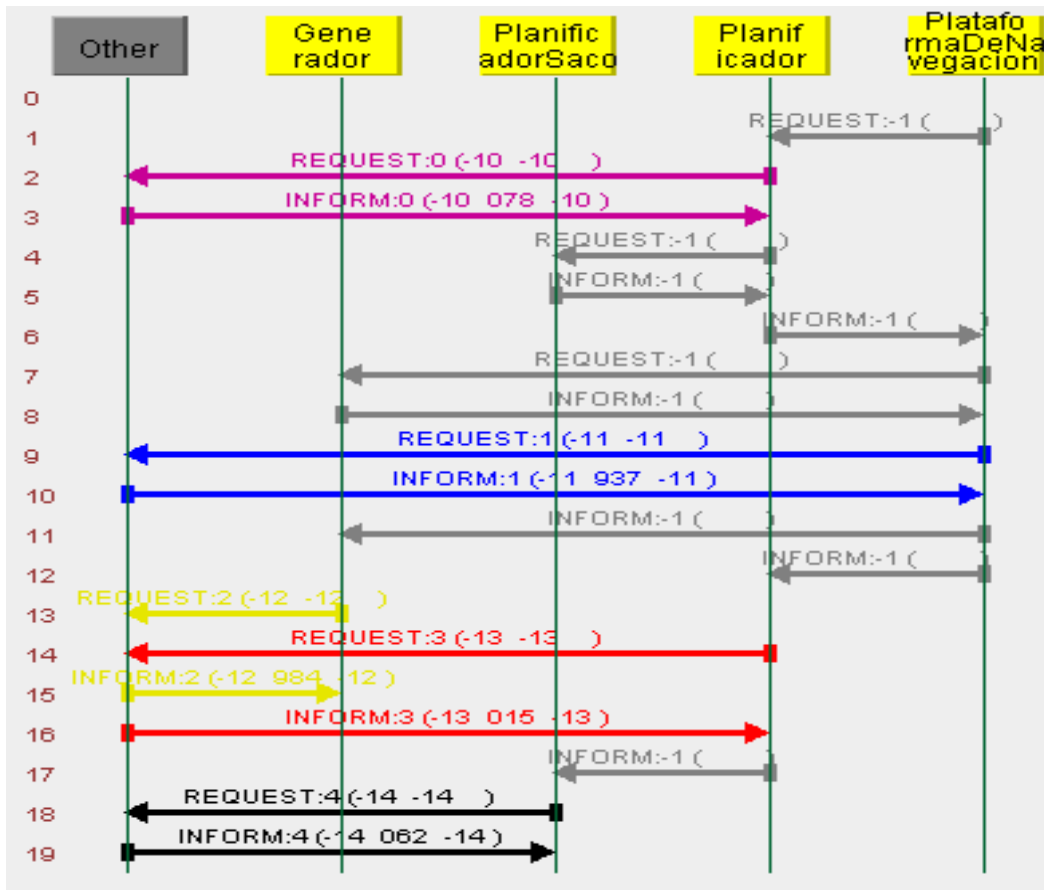 Other
Gene
rador
Planific
adorSaco
Planif
icador
Platafo
rmaDeNa
vegacion
0
REQUEST:-1 ( )
1
REQUEST:0 (-10 -10 )
2
INFORM:0 (-10 078 -10 )
3
REQUEST:-1 ( )
4
INFORM:-1 ( )
5
INFORM:-1 ( )
6
REQUEST:-1 ( )
7
INFORM:-1 ( )
8
REQUEST:1 (-11 -11 )
9
INFORM:1 (-11 937 -11 )
10
INFORM:-1 ( )
11
INFORM:-1 ( )
12
REQUEST:2 (-12 -12 )
13
REQUEST:3 (-13 -13 )
14
INFORM:2 (-12 984 -12 )
15
INFORM:3 (-13 015 -13 )
16
INFORM:-1 ( )
17
REQUEST:4 (-14 -14 )
18
INFORM:4 (-14 062 -14 )
19